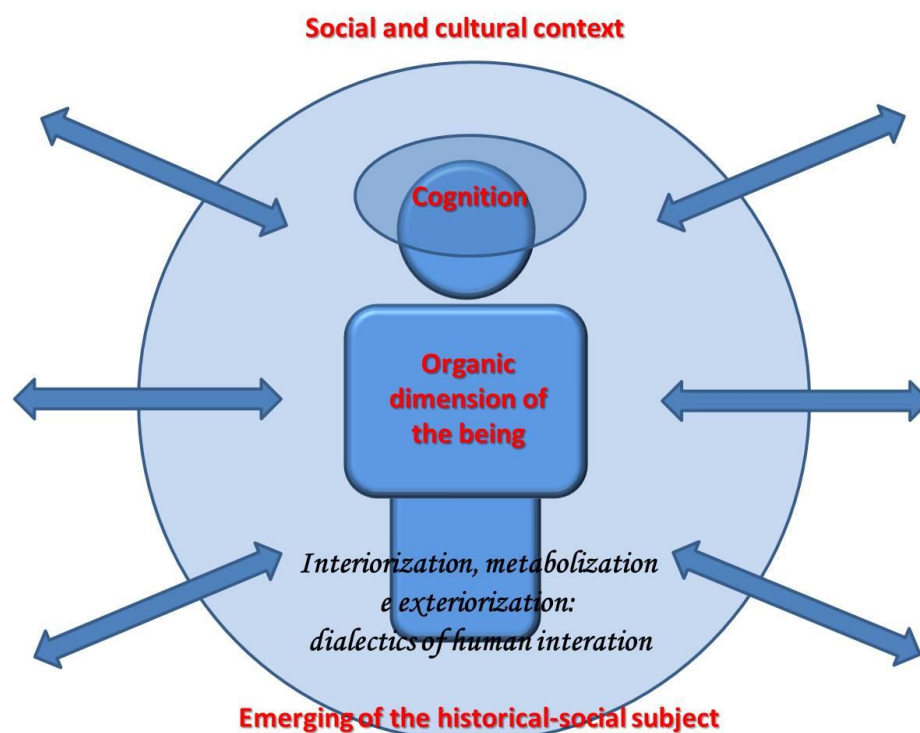 Social and cultural context
Cognition
Organic
dimension of
the being
Interiorization, metabolization
e exteriorization:
dialectics of human interation
Emerging of the historical-social subject